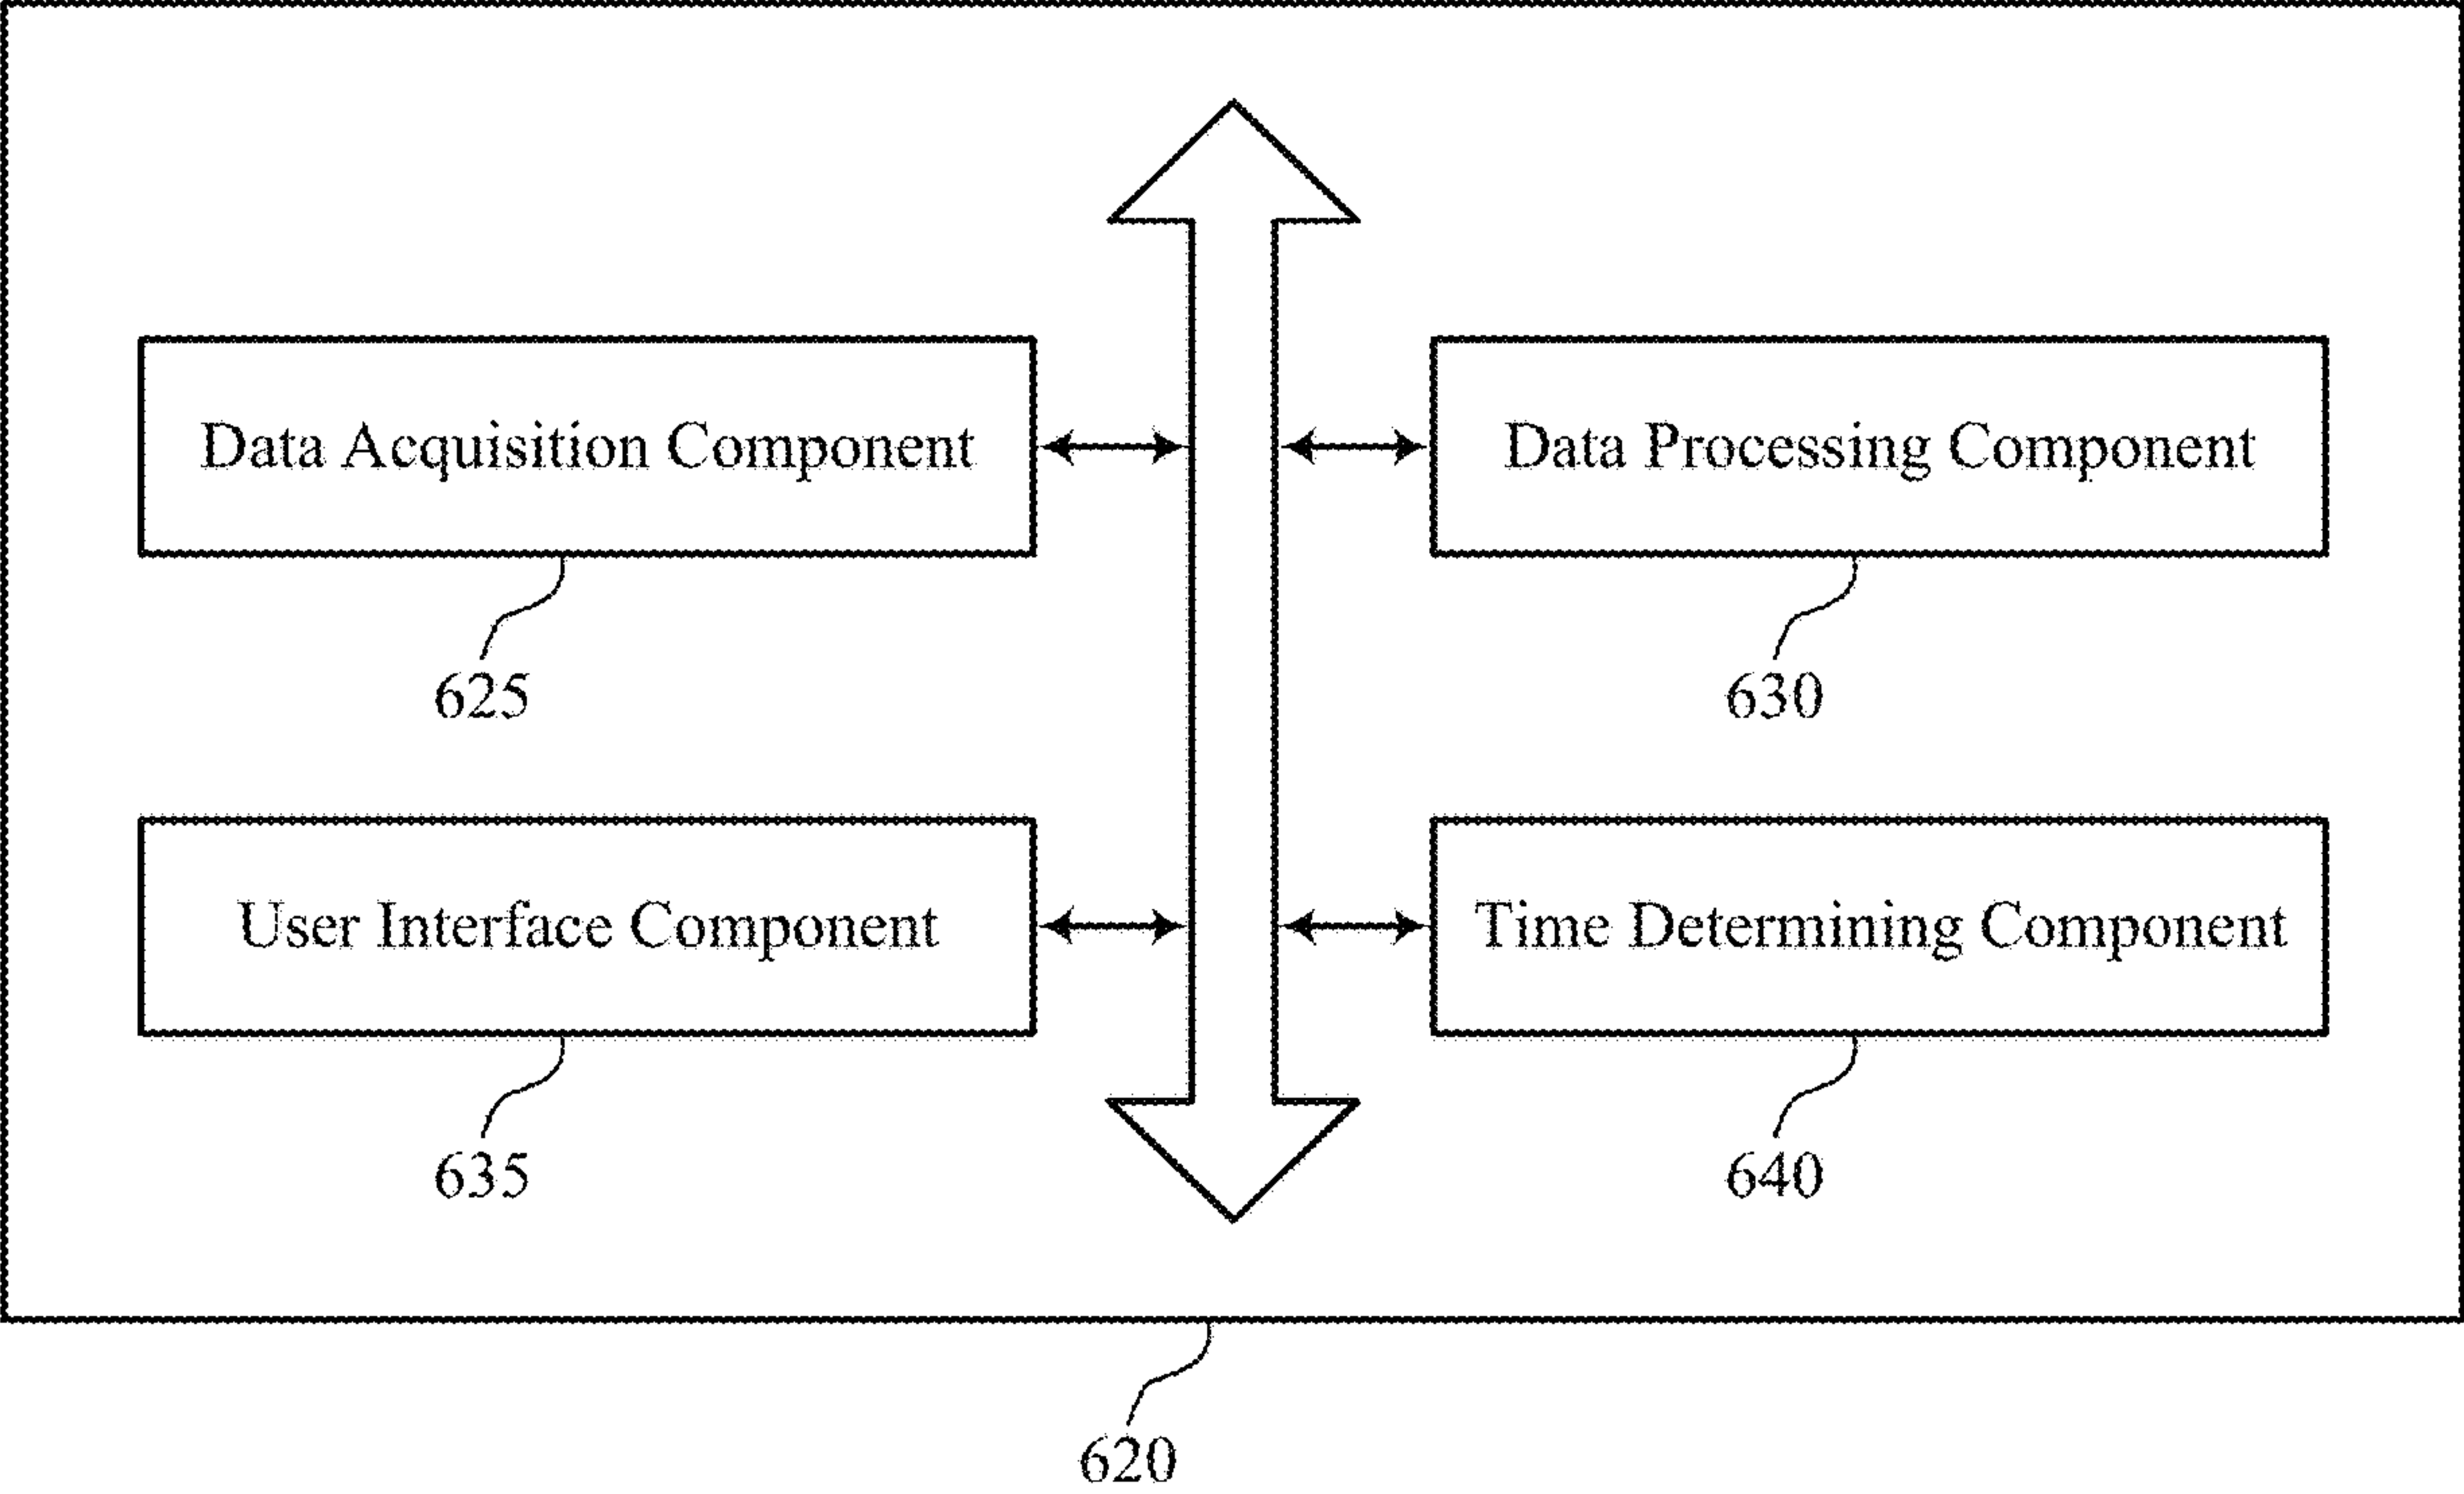 Data Acquisition Component
Data Processing Component
625
630
User Interface Component
Time Determining Component
635
640
620